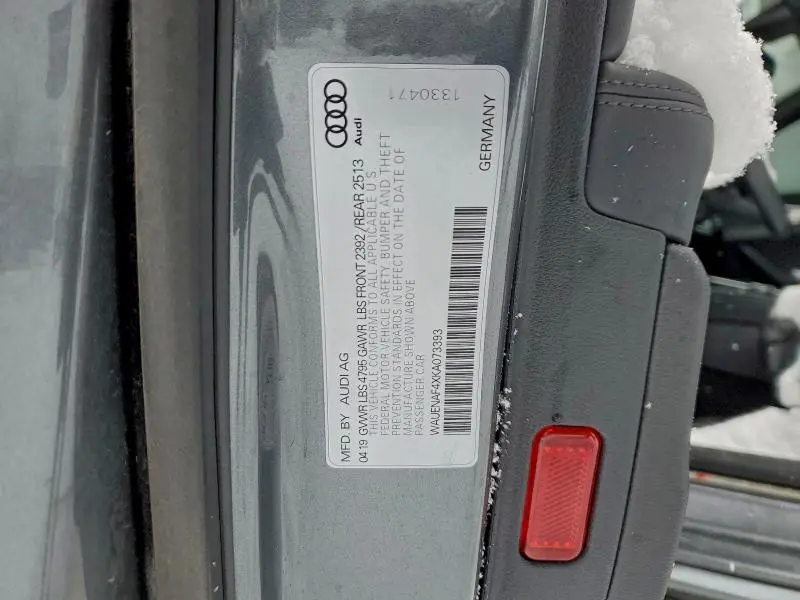 MFD. BY AUDI AG
Audi
04 19 GVWR LBS 4795 GAWR LBS FRONT 2392 /REAR 2513
THIS VEHICLE CONFORMS TO ALL APPLICABLE U S
FEDERAL MOTOR VEHICLE SAFETY, BUMPER AND THEFT
PREVENTION STANDARDS IN EFFECT ON THE DATE OF
MANUFACTURE SHOWN ABOVE
PASSENGER CAR
WAUENAF4XKA073393
1330471
GERMANY